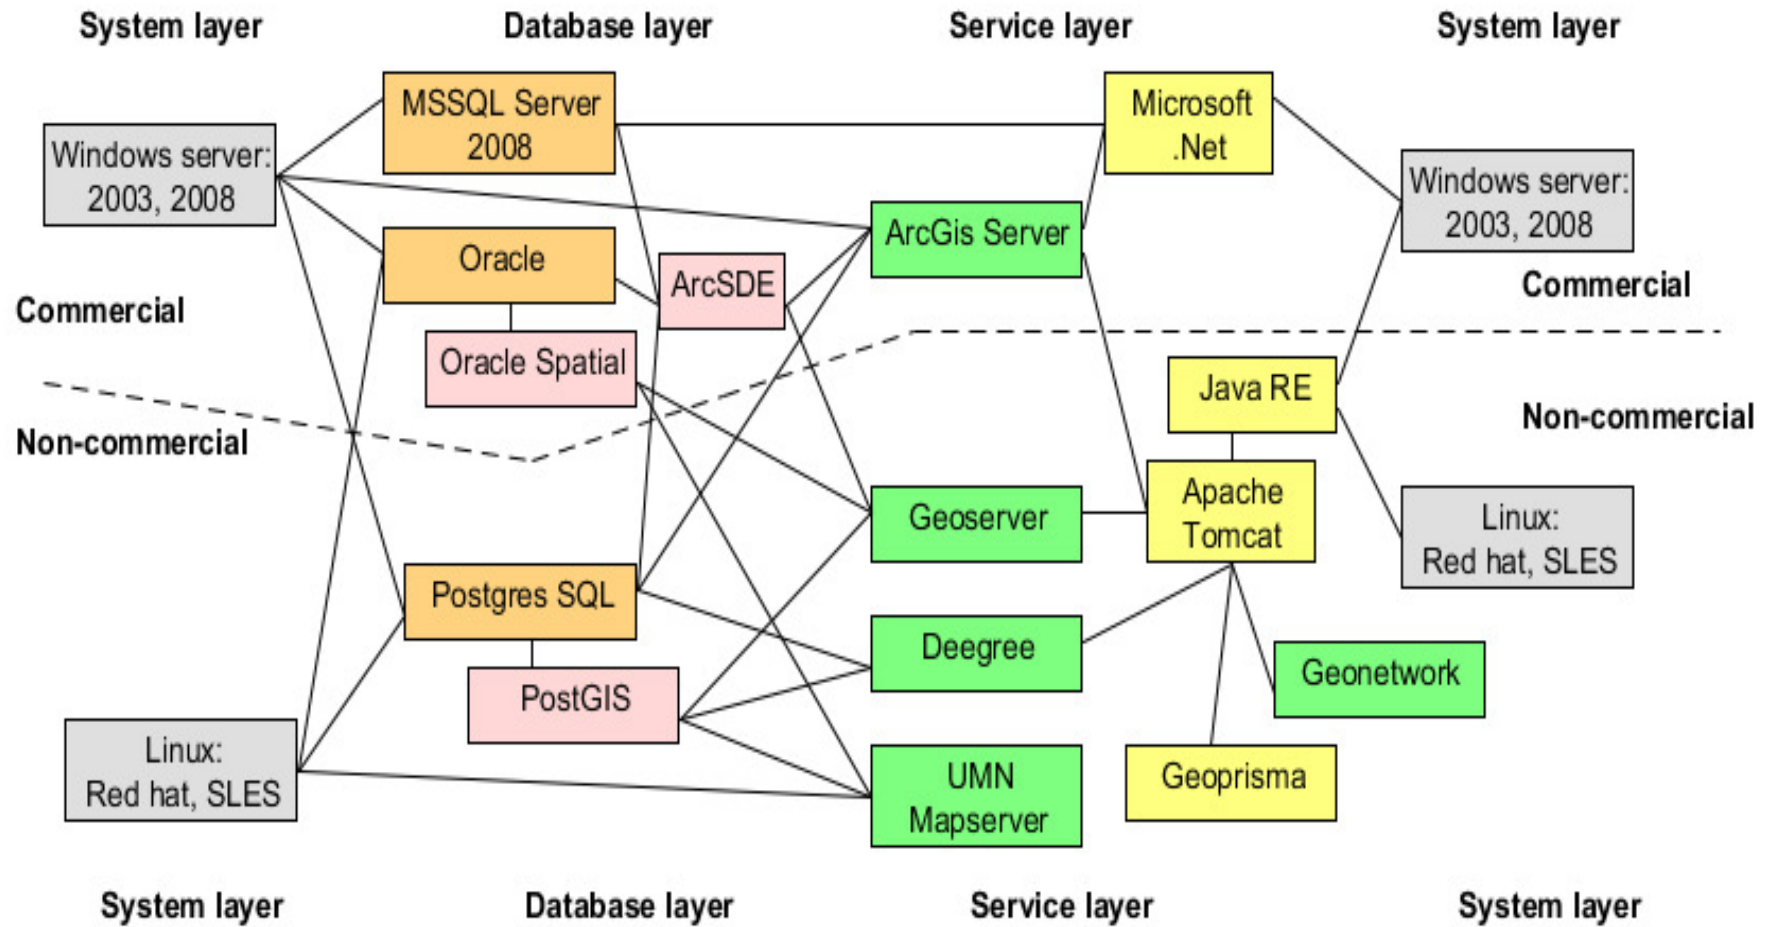 System layer
Database layer
Service layer
System layer
MSSQL Server
2008
Microsoft
.Net
Windows server:
2003, 2008
Windows server:
2003, 2008
ArcGis Server
Oracle
ArcSDE
Commercial
Commercial
Oracle Spatial
Java RE
Non-commercial
Non-commercial
Geoserver
Apache
Tomcat
Linux:
Red hat, SLES
Postgres SQL
Deegree
Geonetwork
PostGIS
Linux:
Red hat, SLES
UMN
Mapserver
Geoprisma
System layer
Database layer
Service layer
System layer